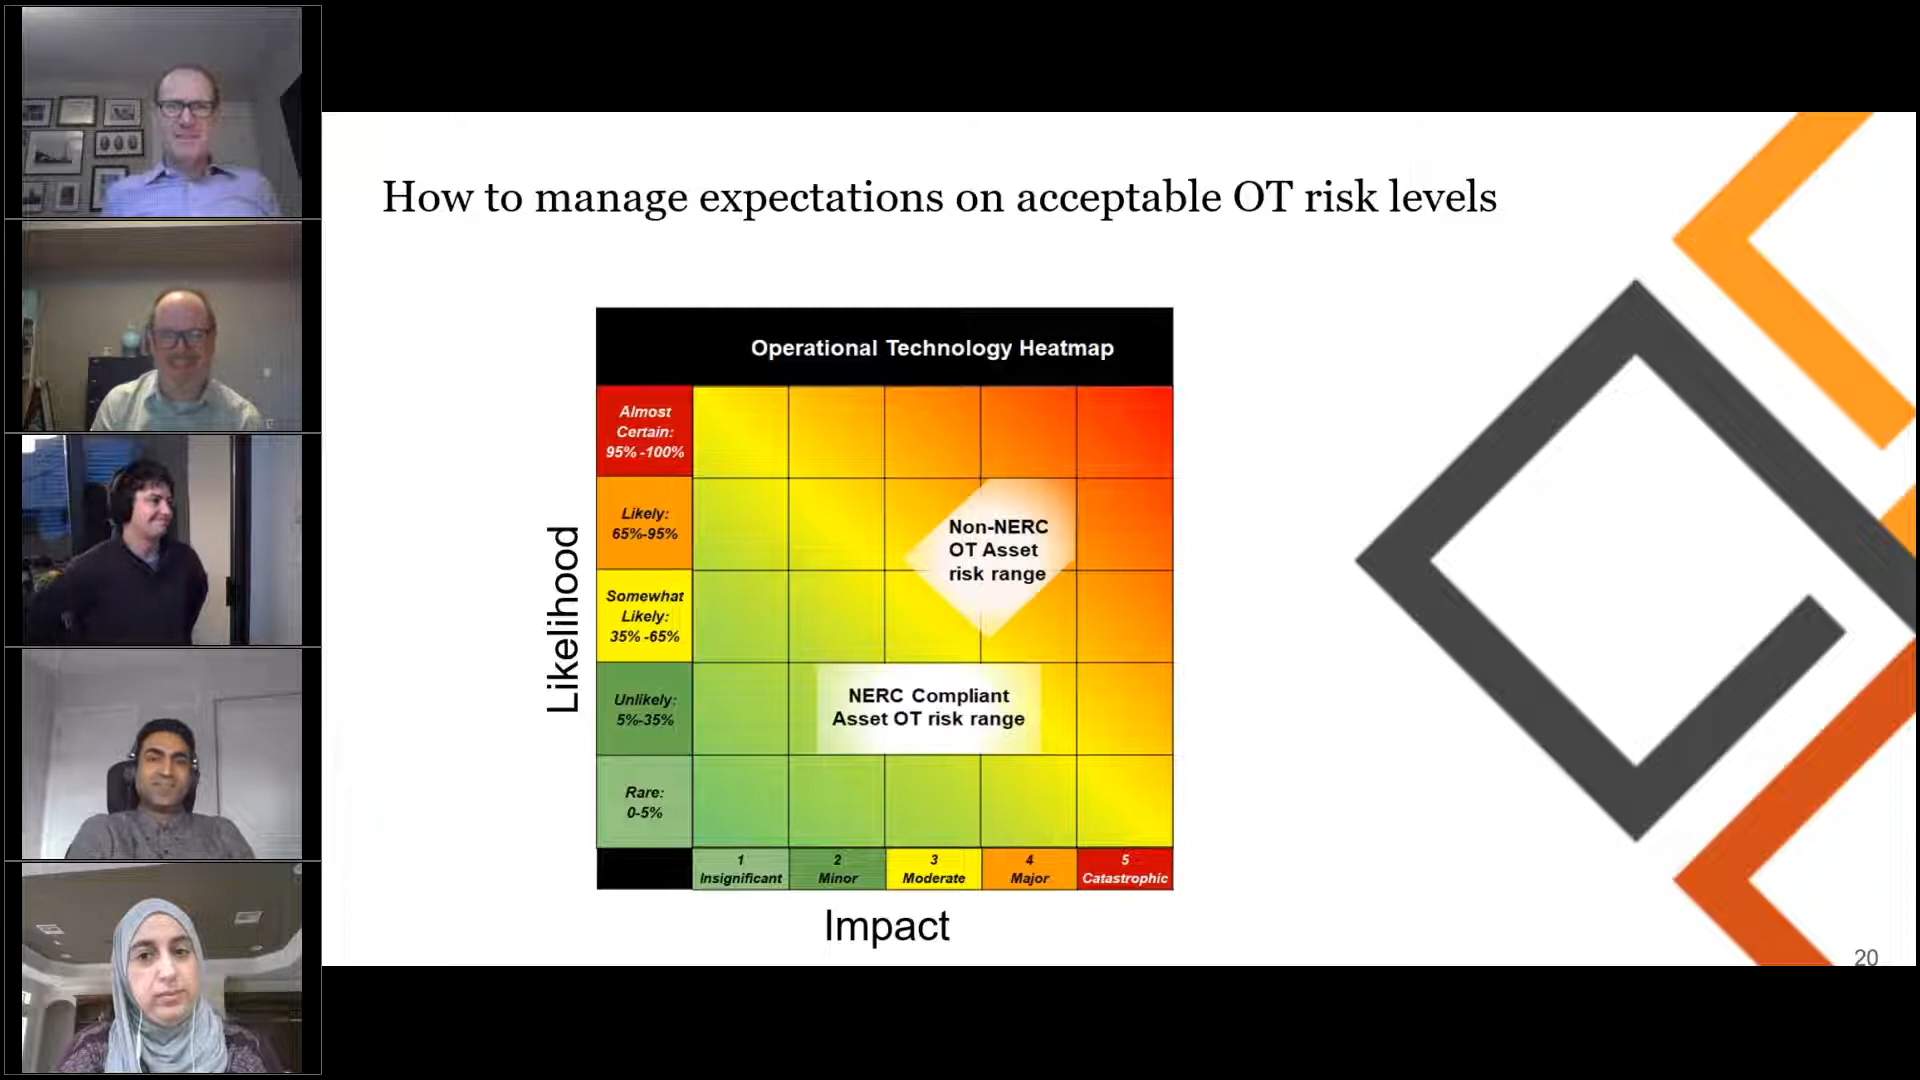 How to manage expectations on acceptable OT risk levels
Operational Technology Heatmap
Likelihood
Almost
Certain:
95% -100%
Likely:
65%-95%
Non-NERC
OT Asset
risk range
Somewhat
Likely:
35% -65%
Unlikely:
5%-35%
NERC Compliant
Asset OT risk range
Rare:
0-5%
1
Insignificant
2
Minor
3
Moderate
4
Major
5
Catastrophic
Impact
20